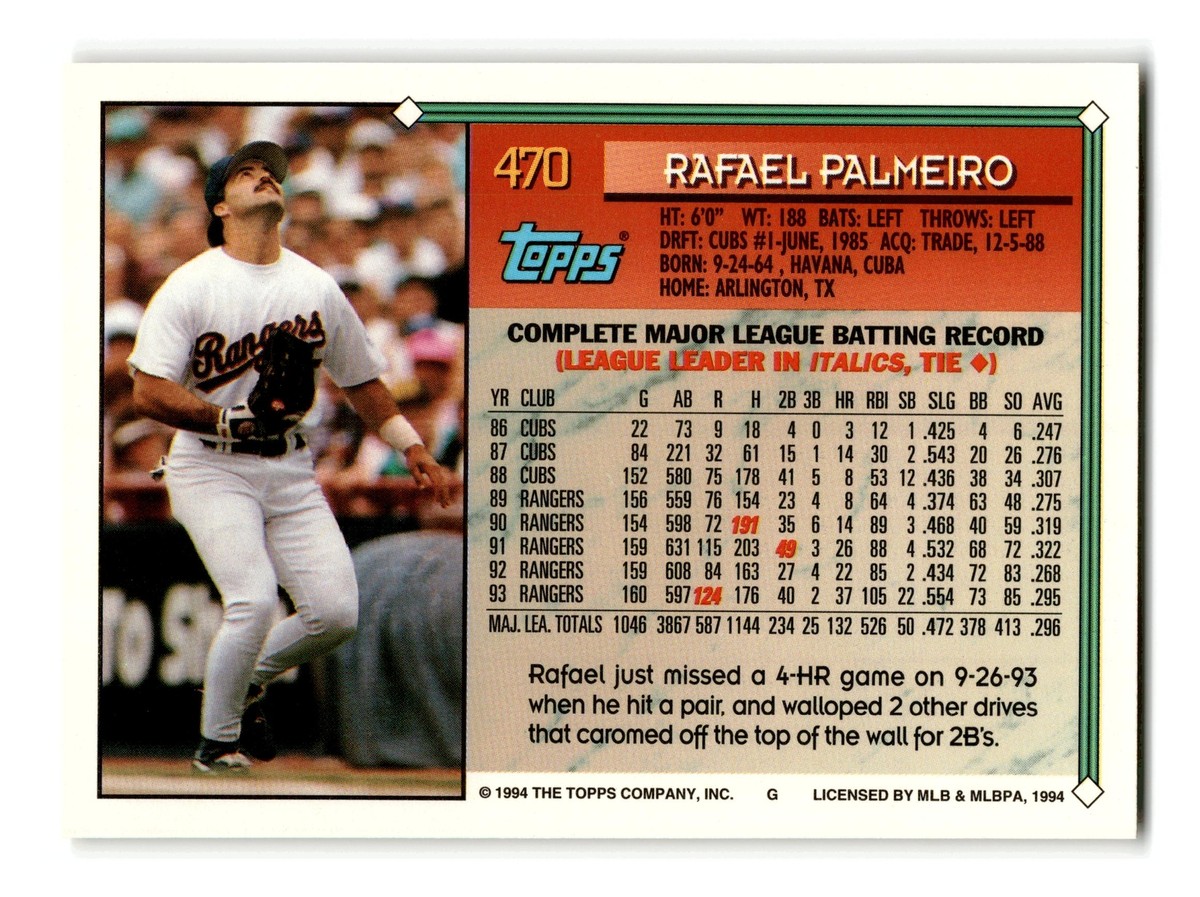 470
RAFAEL PALMEIRO
topps®
HT: 6'0" WT: 188 BATS: LEFT THROWS: LEFT
DRFT: CUBS #1-JUNE, 1985 ACQ: TRADE, 12-5-88
BORN: 9-24-64 , HAVANA, CUBA
HOME: ARLINGTON, TX
Rangers
COMPLETE MAJOR LEAGUE BATTING RECORD
(LEAGUE LEADER IN ITALICS, TIE ♦)
YR CLUB G AB R H 2B 3B HR RBI SB SLG BB SO AVG
86 CUBS 22 73 9 18 4 0 3 12 1 .425 4 6 .247
87 CUBS 84 221 32 61 15 1 14 30 2 .543 20 26 .276
88 CUBS 152 580 75 178 41 5 8 53 12 .436 38 34 .307
89 RANGERS 156 559 76 154 23 4 8 64 4 .374 63 48 .275
90 RANGERS 154 598 72 191 35 6 14 89 3 .468 40 59 .319
91 RANGERS 159 631 115 203 49 3 26 88 4 .532 68 72 .322
92 RANGERS 159 608 84 163 27 4 22 85 2 .434 72 83 .268
93 RANGERS 160 597 124 176 40 2 37 105 22 .554 73 85 .295
MAJ. LEA. TOTALS 1046 3867 587 1144 234 25 132 526 50 .472 378 413 .296
Rafael just missed a 4-HR game on 9-26-93
when he hit a pair, and walloped 2 other drives
that caromed off the top of the wall for 2B's.
© 1994 THE TOPPS COMPANY, INC. G LICENSED BY MLB & MLBPA, 1994